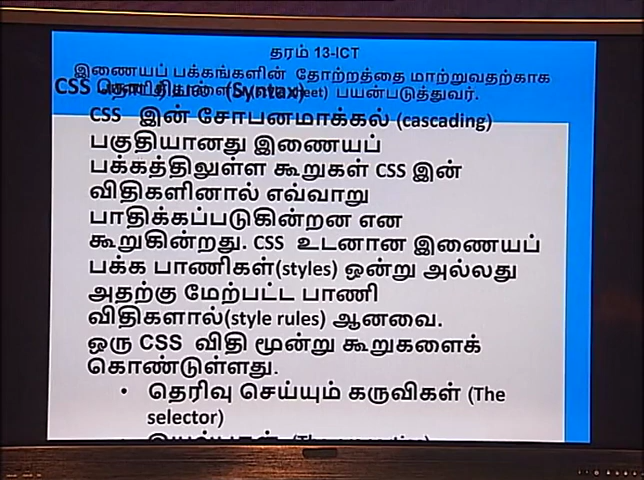 தரம் 13-ICT
இணையப் பக்கங்களின் தோற்றத்தை மாற்றுவதற்காக
CSS (Syntax) பயன்படுத்துவர்.
CSS இன் சோபனமாக்கல் (cascading)
பகுதியானது இணையப்
பக்கத்திலுள்ள கூறுகள் CSS இன்
விதிகளினால் எவ்வாறு
பாதிக்கப்படுகின்றன என
கூறுகின்றது. CSS உடனான இணையப்
பக்க பாணிகள்(styles) ஒன்று அல்லது
அதற்கு மேற்பட்ட பாணி
விதிகளால்(style rules) ஆனவை.
ஒரு CSS விதி மூன்று கூறுகளைக்
கொண்டுள்ளது.
• தெரிவு செய்யும் கருவிகள் (The
selector)